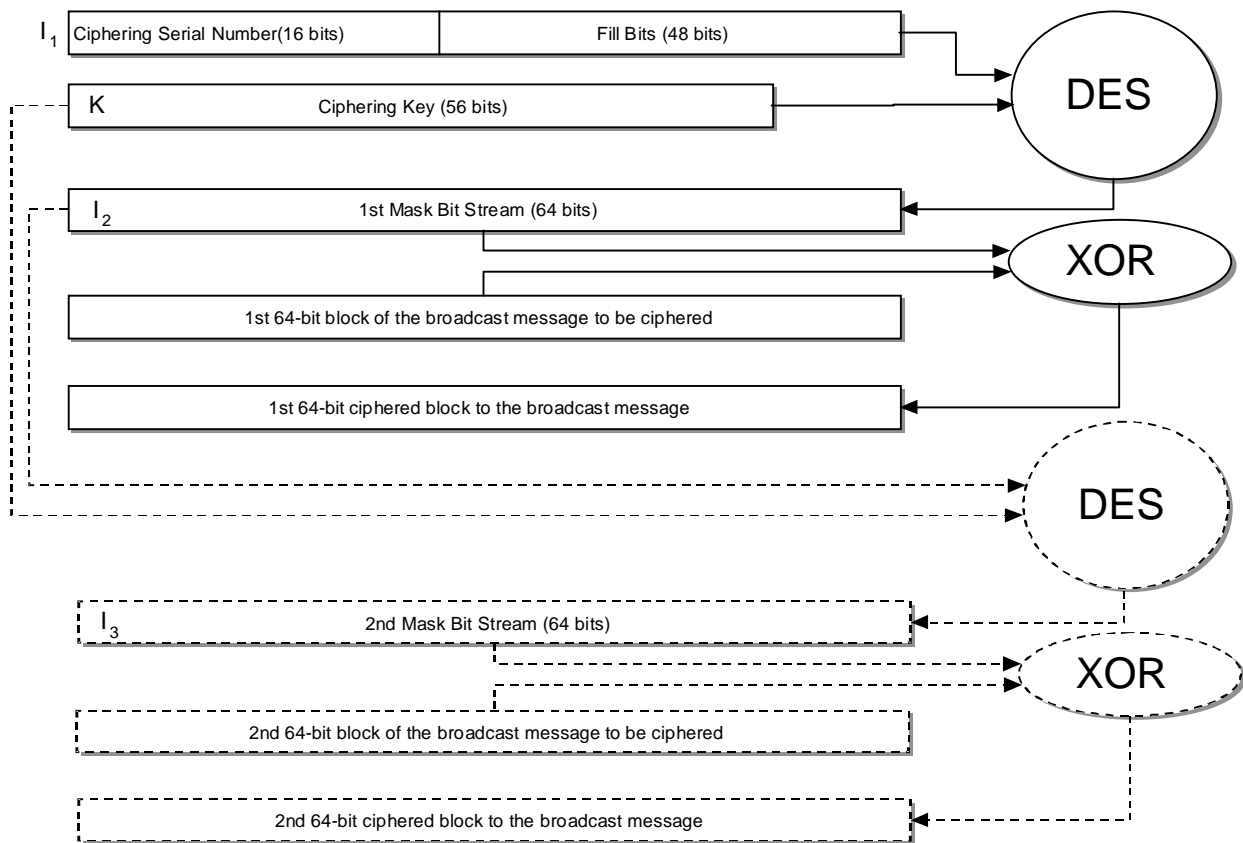 I1 Ciphering Serial Number(16 bits) Fill Bits (48 bits)
DES
K Ciphering Key (56 bits)
I2 1st Mask Bit Stream (64 bits)
XOR
1st 64-bit block of the broadcast message to be ciphered
1st 64-bit ciphered block to the broadcast message
DES
I3 2nd Mask Bit Stream (64 bits)
XOR
2nd 64-bit block of the broadcast message to be ciphered
2nd 64-bit ciphered block to the broadcast message